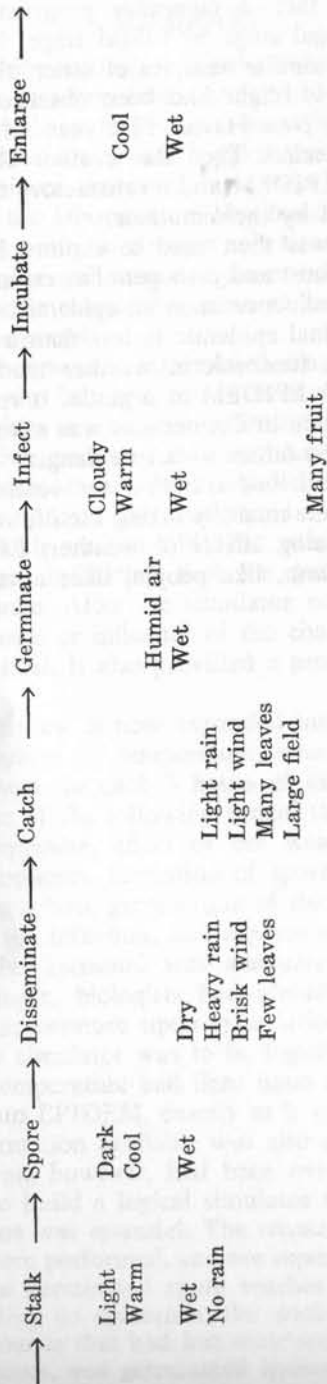 → Stalk → Spore → Disseminate → Catch → Germinate → Infect → Incubate → Enlarge →
Light Dark Cloudy
Warm Cool Warm Cool
Humid air
Wet Wet Dry Wet Wet Wet
No rain Heavy rain Light rain
Brisk wind Light wind
Few leaves Many leaves
Large field
Many fruit